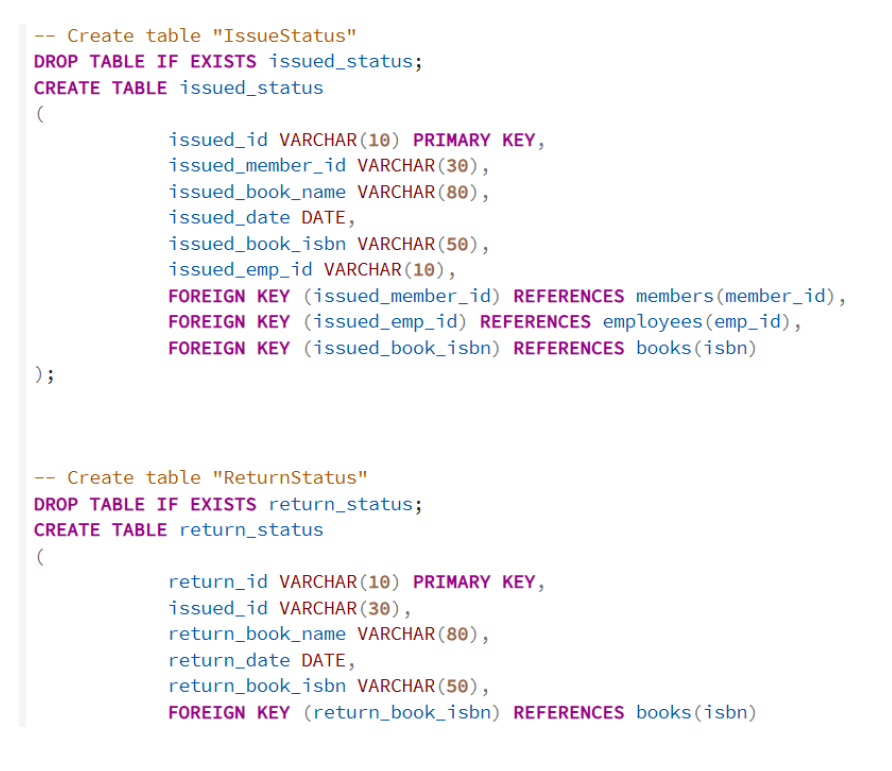 -- Create table "IssueStatus"
DROP TABLE IF EXISTS issued_status;
CREATE TABLE issued_status
(
            issued_id VARCHAR(10) PRIMARY KEY,
            issued_member_id VARCHAR(30),
            issued_book_name VARCHAR(80),
            issued_date DATE,
            issued_book_isbn VARCHAR(50),
            issued_emp_id VARCHAR(10),
            FOREIGN KEY (issued_member_id) REFERENCES members(member_id),
            FOREIGN KEY (issued_emp_id) REFERENCES employees(emp_id),
            FOREIGN KEY (issued_book_isbn) REFERENCES books(isbn)
);
-- Create table "ReturnStatus"
DROP TABLE IF EXISTS return_status;
CREATE TABLE return_status
(
            return_id VARCHAR(10) PRIMARY KEY,
            issued_id VARCHAR(30),
            return_book_name VARCHAR(80),
            return_date DATE,
            return_book_isbn VARCHAR(50),
            FOREIGN KEY (return_book_isbn) REFERENCES books(isbn)